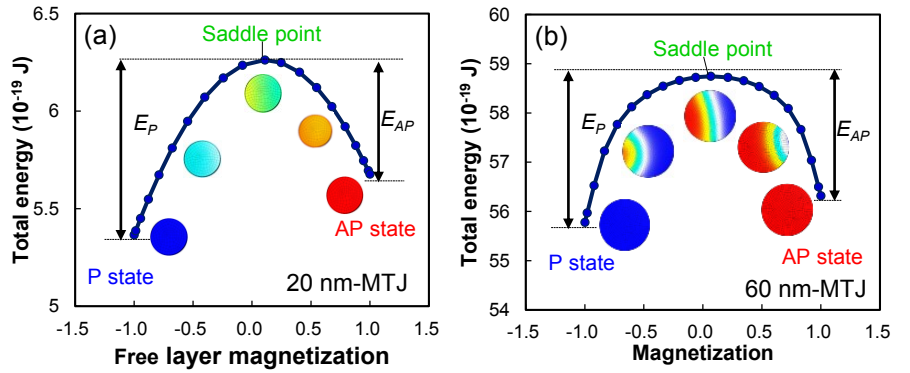 (a)
Saddle point
Total energy (10⁻¹⁹ J)
6.5
6
5.5
5
E_P
E_AP
P state
AP state
20 nm-MTJ
-1.5 -1.0 -0.5 0.0 0.5 1.0 1.5
Free layer magnetization
(b)
Saddle point
Total energy (10⁻¹⁹ J)
60
59
58
57
56
55
54
E_P
E_AP
P state
AP state
60 nm-MTJ
-1.5 -1.0 -0.5 0.0 0.5 1.0 1.5
Magnetization